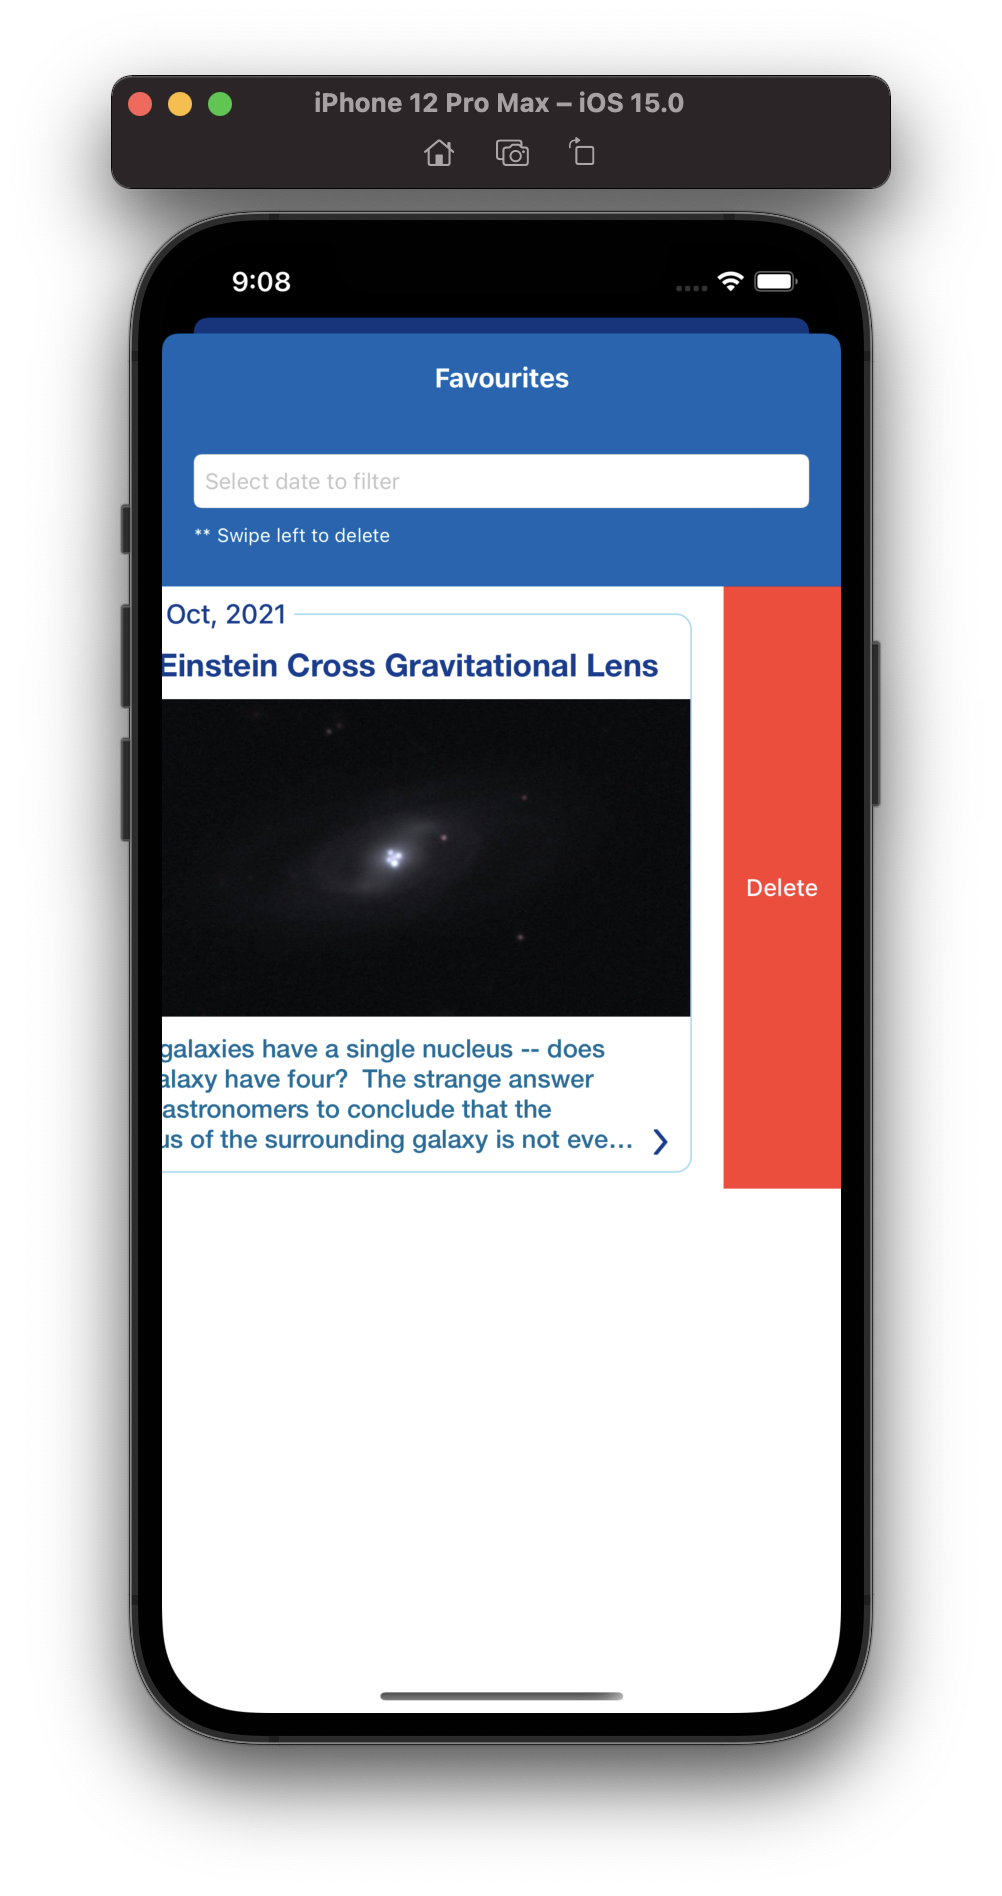 iPhone 12 Pro Max – iOS 15.0
9:08
Favourites
Select date to filter
** Swipe left to delete
Oct, 2021
Einstein Cross Gravitational Lens
Delete
galaxies have a single nucleus -- does
alaxy have four?  The strange answer
astronomers to conclude that the
us of the surrounding galaxy is not eve...